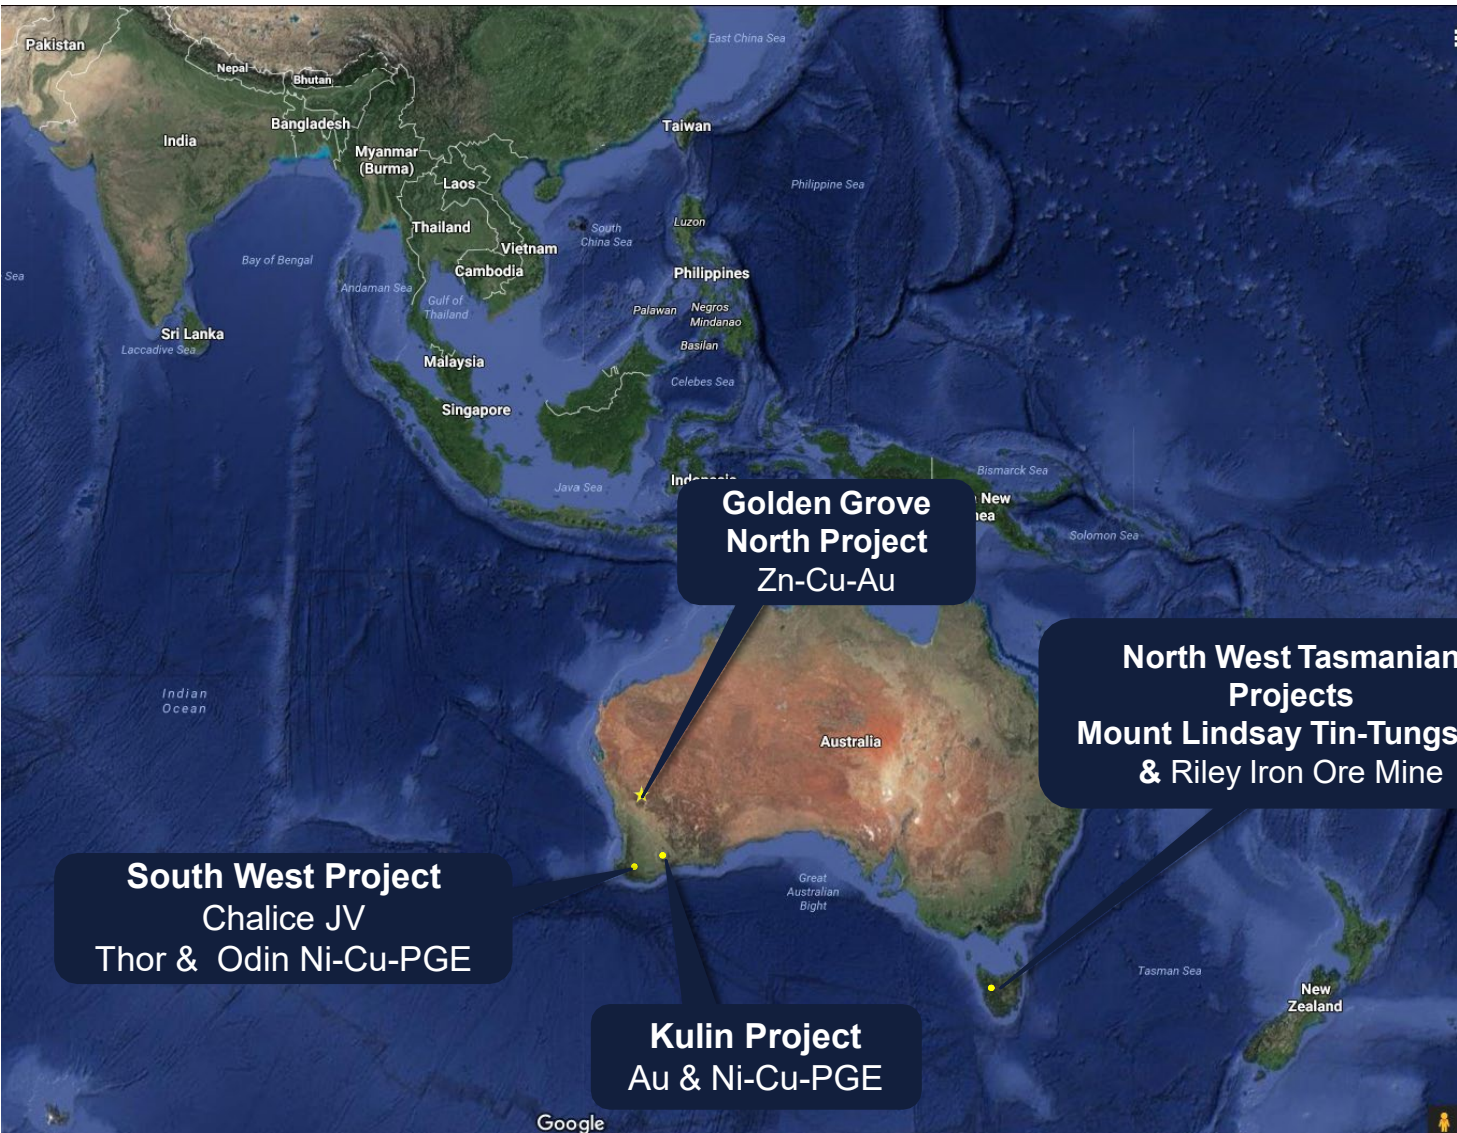 Pakistan
East China Sea
Nepal
Bhutan
Bangladesh
Taiwan
India
Myanmar
(Burma)
Laos
Philippine Sea
Thailand
Luzon
South
China Sea
Vietnam
Bay of Bengal
Cambodia
Philippines
Sea
Andaman Sea
Gulf of
Thailand
Palawan
Negros
Mindanao
Sri Lanka
Laccadive Sea
Basilan
Malaysia
Celebes Sea
Singapore
Bismarck Sea
Java Sea
New
Solomon Sea
Golden Grove
North Project
Zn-Cu-Au
North West Tasmanian
Projects
Mount Lindsay Tin-Tungs
& Riley Iron Ore Mine
Indian
Ocean
Australia
South West Project
Chalice JV
Thor & Odin Ni-Cu-PGE
Great
Australian
Bight
Tasman Sea
New
Zealand
Kulin Project
Au & Ni-Cu-PGE
Google